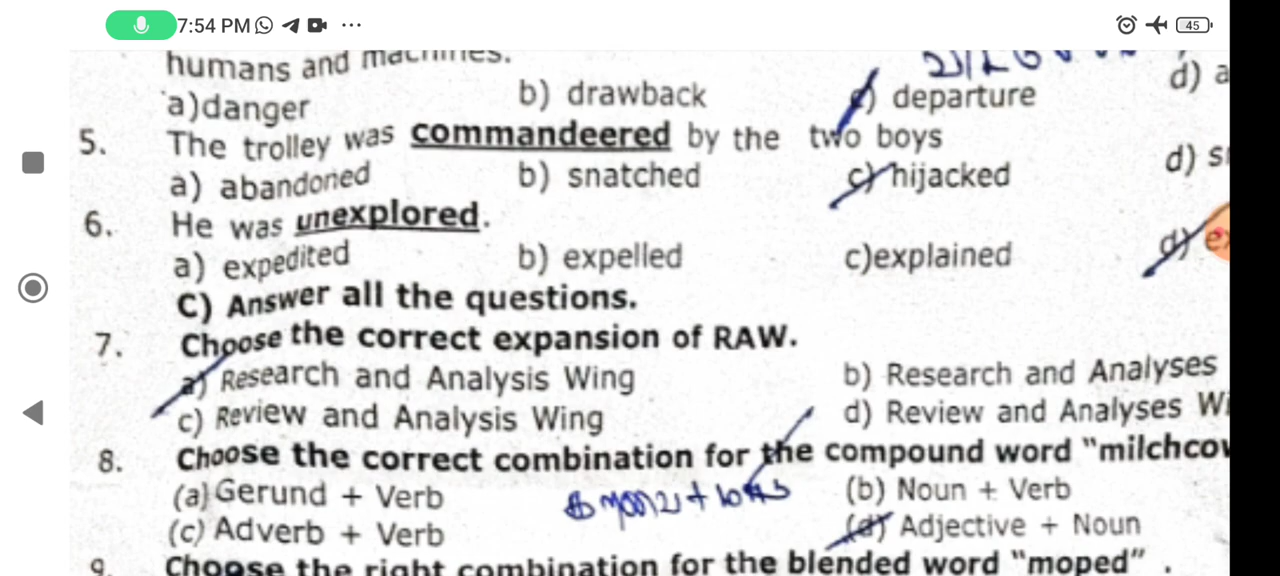 7:54 PM 45
humans and machines.
a)danger b) drawback c) departure d) a
5. The trolley was commandeered by the two boys
a) abandoned b) snatched c) hijacked d) s
6. He was unexplored.
a) expedited b) expelled c)explained d) e
C) Answer all the questions.
7. Choose the correct expansion of RAW.
a) Research and Analysis Wing b) Research and Analyses
c) Review and Analysis Wing d) Review and Analyses Wi
8. Choose the correct combination for the compound word "milchcow
(a) Gerund + Verb (b) Noun + Verb
(c) Adverb + Verb (d) Adjective + Noun
9. Choose the right combination for the blended word "moped" .